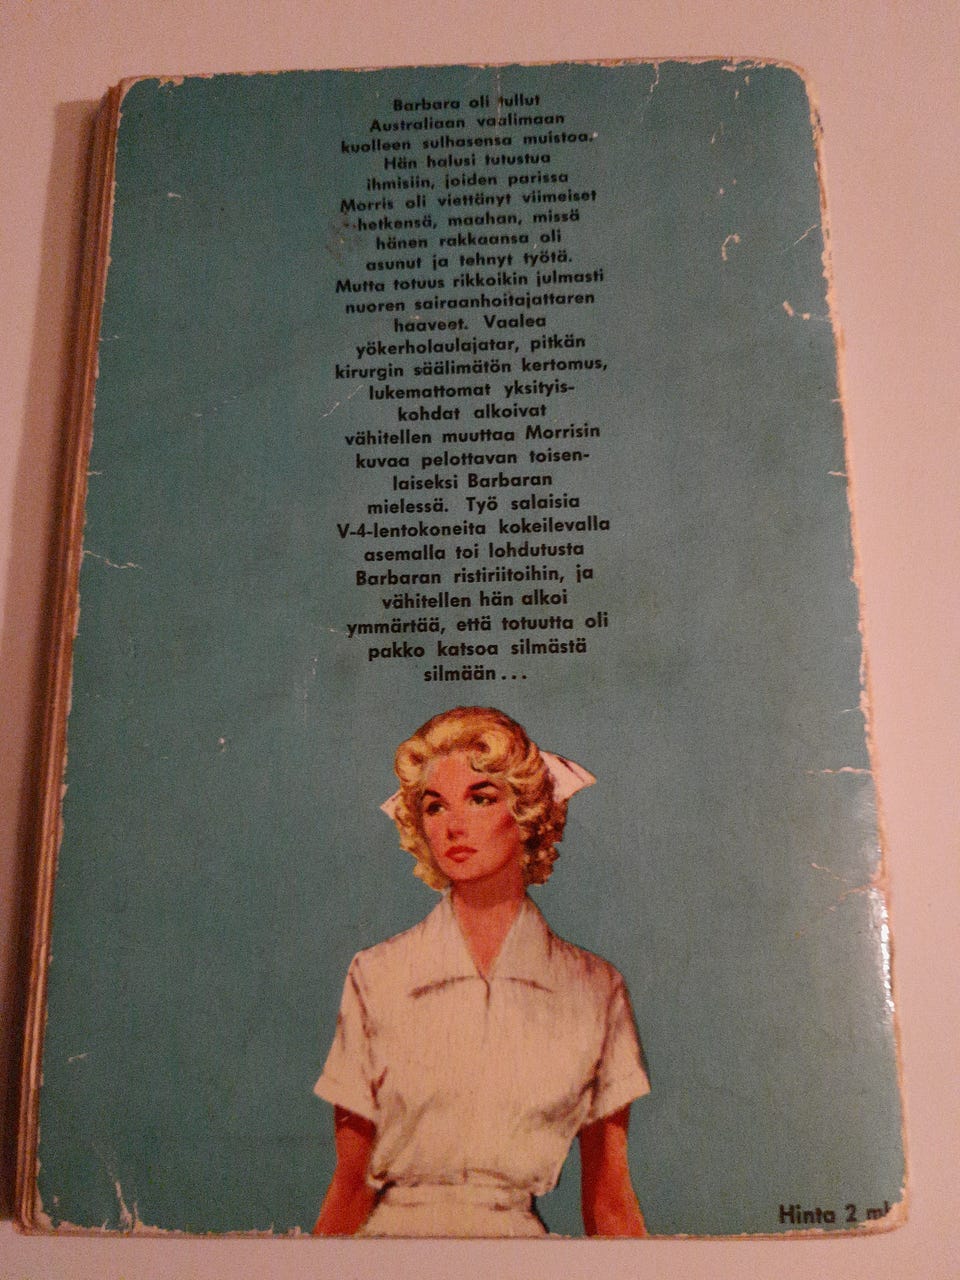 Barbara oli tullut
Australiaan vaalimaan
kuolleen sulhasensa muistoa.
Hän halusi tutustua
ihmisiin, joiden parissa
Morris oli viettänyt viimeiset
hetkensä, maahan, missä
hänen rakkaansa oli
asunut ja tehnyt työtä.
Mutta totuus rikkoikin julmasti
nuoren sairaanhoitajattaren
haaveet. Vaalea
yökerholaulajatar, pitkän
kirurgin säälimätön kertomus,
lukemattomat yksityis-
kohdat alkoivat
vähitellen muuttaa Morrisin
kuvaa pelottavan toisen-
laiseksi Barbaran
mielessä. Työ salaisia
V-4-lentokoneita kokeilevalla
asemalla toi lohdutusta
Barbaran ristiriitoihin, ja
vähitellen hän alkoi
ymmärtää, että totuutta oli
pakko katsoa silmästä
silmään...
Hinta 2 mk